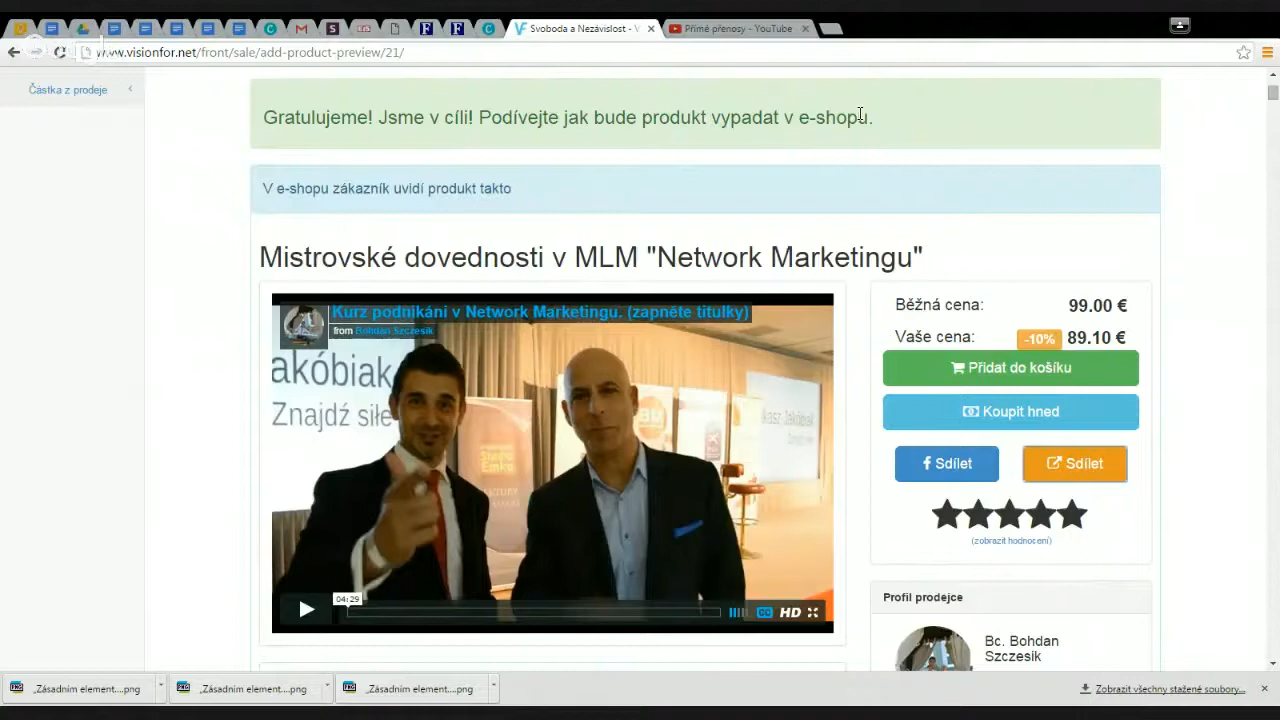 Svoboda a Nezávislost - V
Přímé přenosy - YouTube
www.visionfor.net/front/sale/add-product-preview/21/
Částka z prodeje
Gratulujeme! Jsme v cíli! Podívejte jak bude produkt vypadat v e-shopu.
V e-shopu zákazník uvidí produkt takto
Mistrovské dovednosti v MLM "Network Marketingu"
Kurz podnikání v Network Marketingu. (zapněte titulky)
from Bohdan Szczesik
akóbiak
Znajdź siłe
04:29
CC HD
Běžná cena: 99.00 €
Vaše cena: -10% 89.10 €
Přidat do košíku
Koupit hned
Sdílet Sdílet
(zobrazit hodnocení)
Profil prodejce
Bc. Bohdan
Szczesik
„Zásadním element....png
„Zásadním element....png
„Zásadním element....png
Zobrazit všechny stažené soubory...